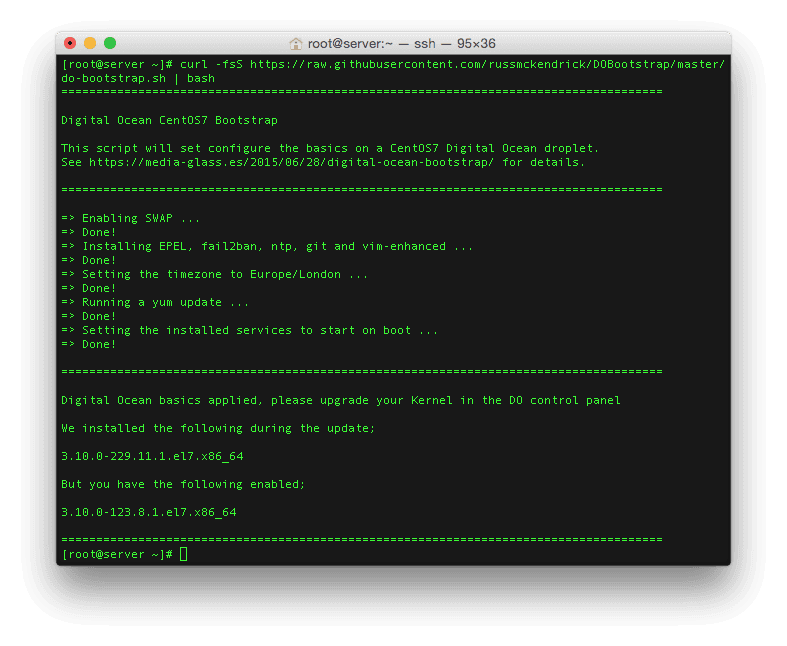 root@server:~ — ssh — 95×36
[root@server ~]# curl -fsS https://raw.githubusercontent.com/russmckendrick/DOBootstrap/master/
do-bootstrap.sh | bash
======================================================================================
Digital Ocean CentOS7 Bootstrap
This script will set configure the basics on a CentOS7 Digital Ocean droplet.
See https://media-glass.es/2015/06/28/digital-ocean-bootstrap/ for details.
======================================================================================
=> Enabling SWAP ...
=> Done!
=> Installing EPEL, fail2ban, ntp, git and vim-enhanced ...
=> Done!
=> Setting the timezone to Europe/London ...
=> Done!
=> Running a yum update ...
=> Done!
=> Setting the installed services to start on boot ...
=> Done!
======================================================================================
Digital Ocean basics applied, please upgrade your Kernel in the DO control panel
We installed the following during the update;
3.10.0-229.11.1.el7.x86_64
But you have the following enabled;
3.10.0-123.8.1.el7.x86_64
======================================================================================
[root@server ~]#